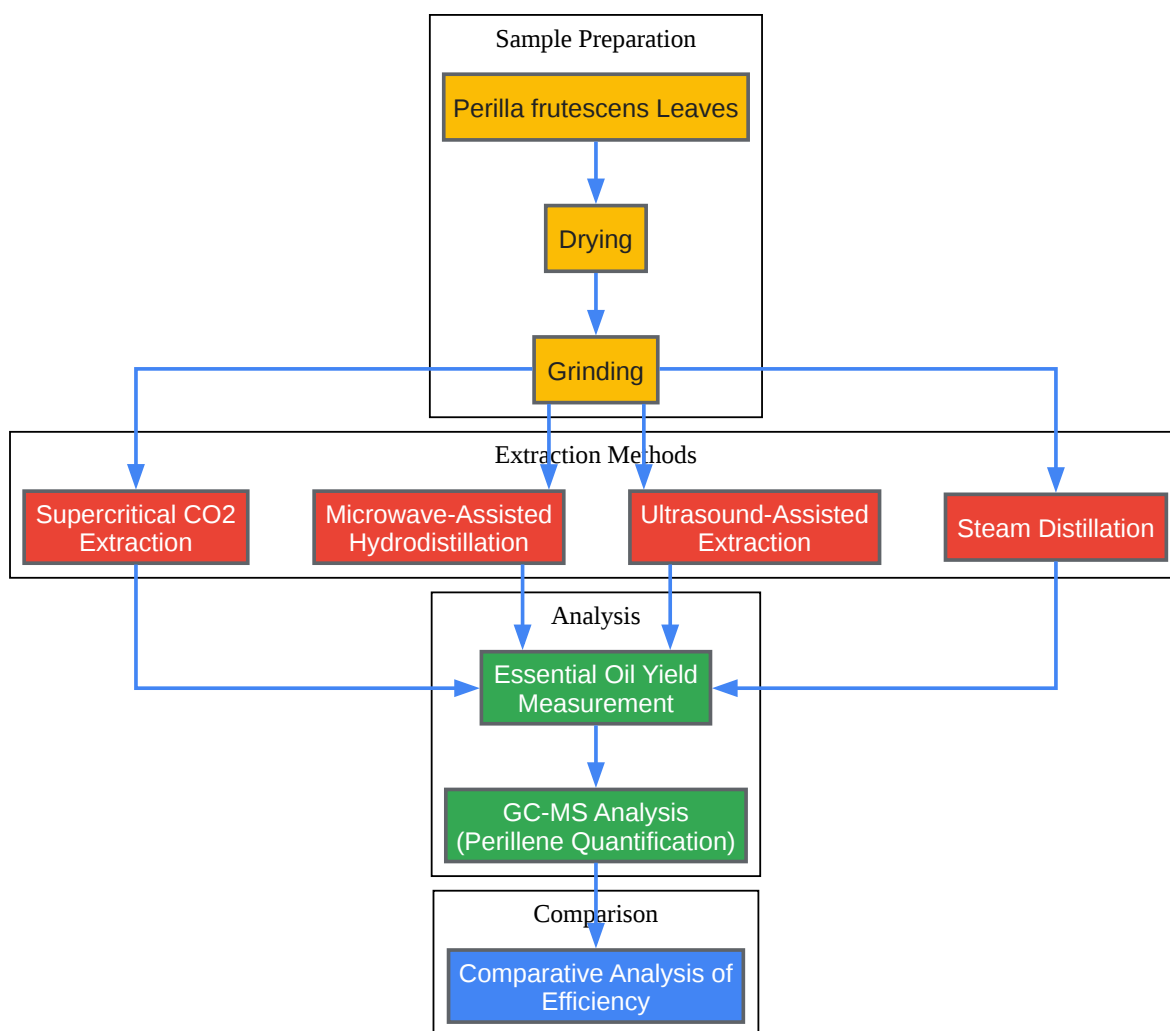 Sample Preparation
Perilla frutescens Leaves
Drying
Grinding
Extraction Methods
Supercritical CO2
Extraction
Microwave-Assisted
Hydrodistillation
Ultrasound-Assisted
Extraction
Steam Distillation
Analysis
Essential Oil Yield
Measurement
GC-MS Analysis
(Perillene Quantification)
Comparison
Comparative Analysis of
Efficiency